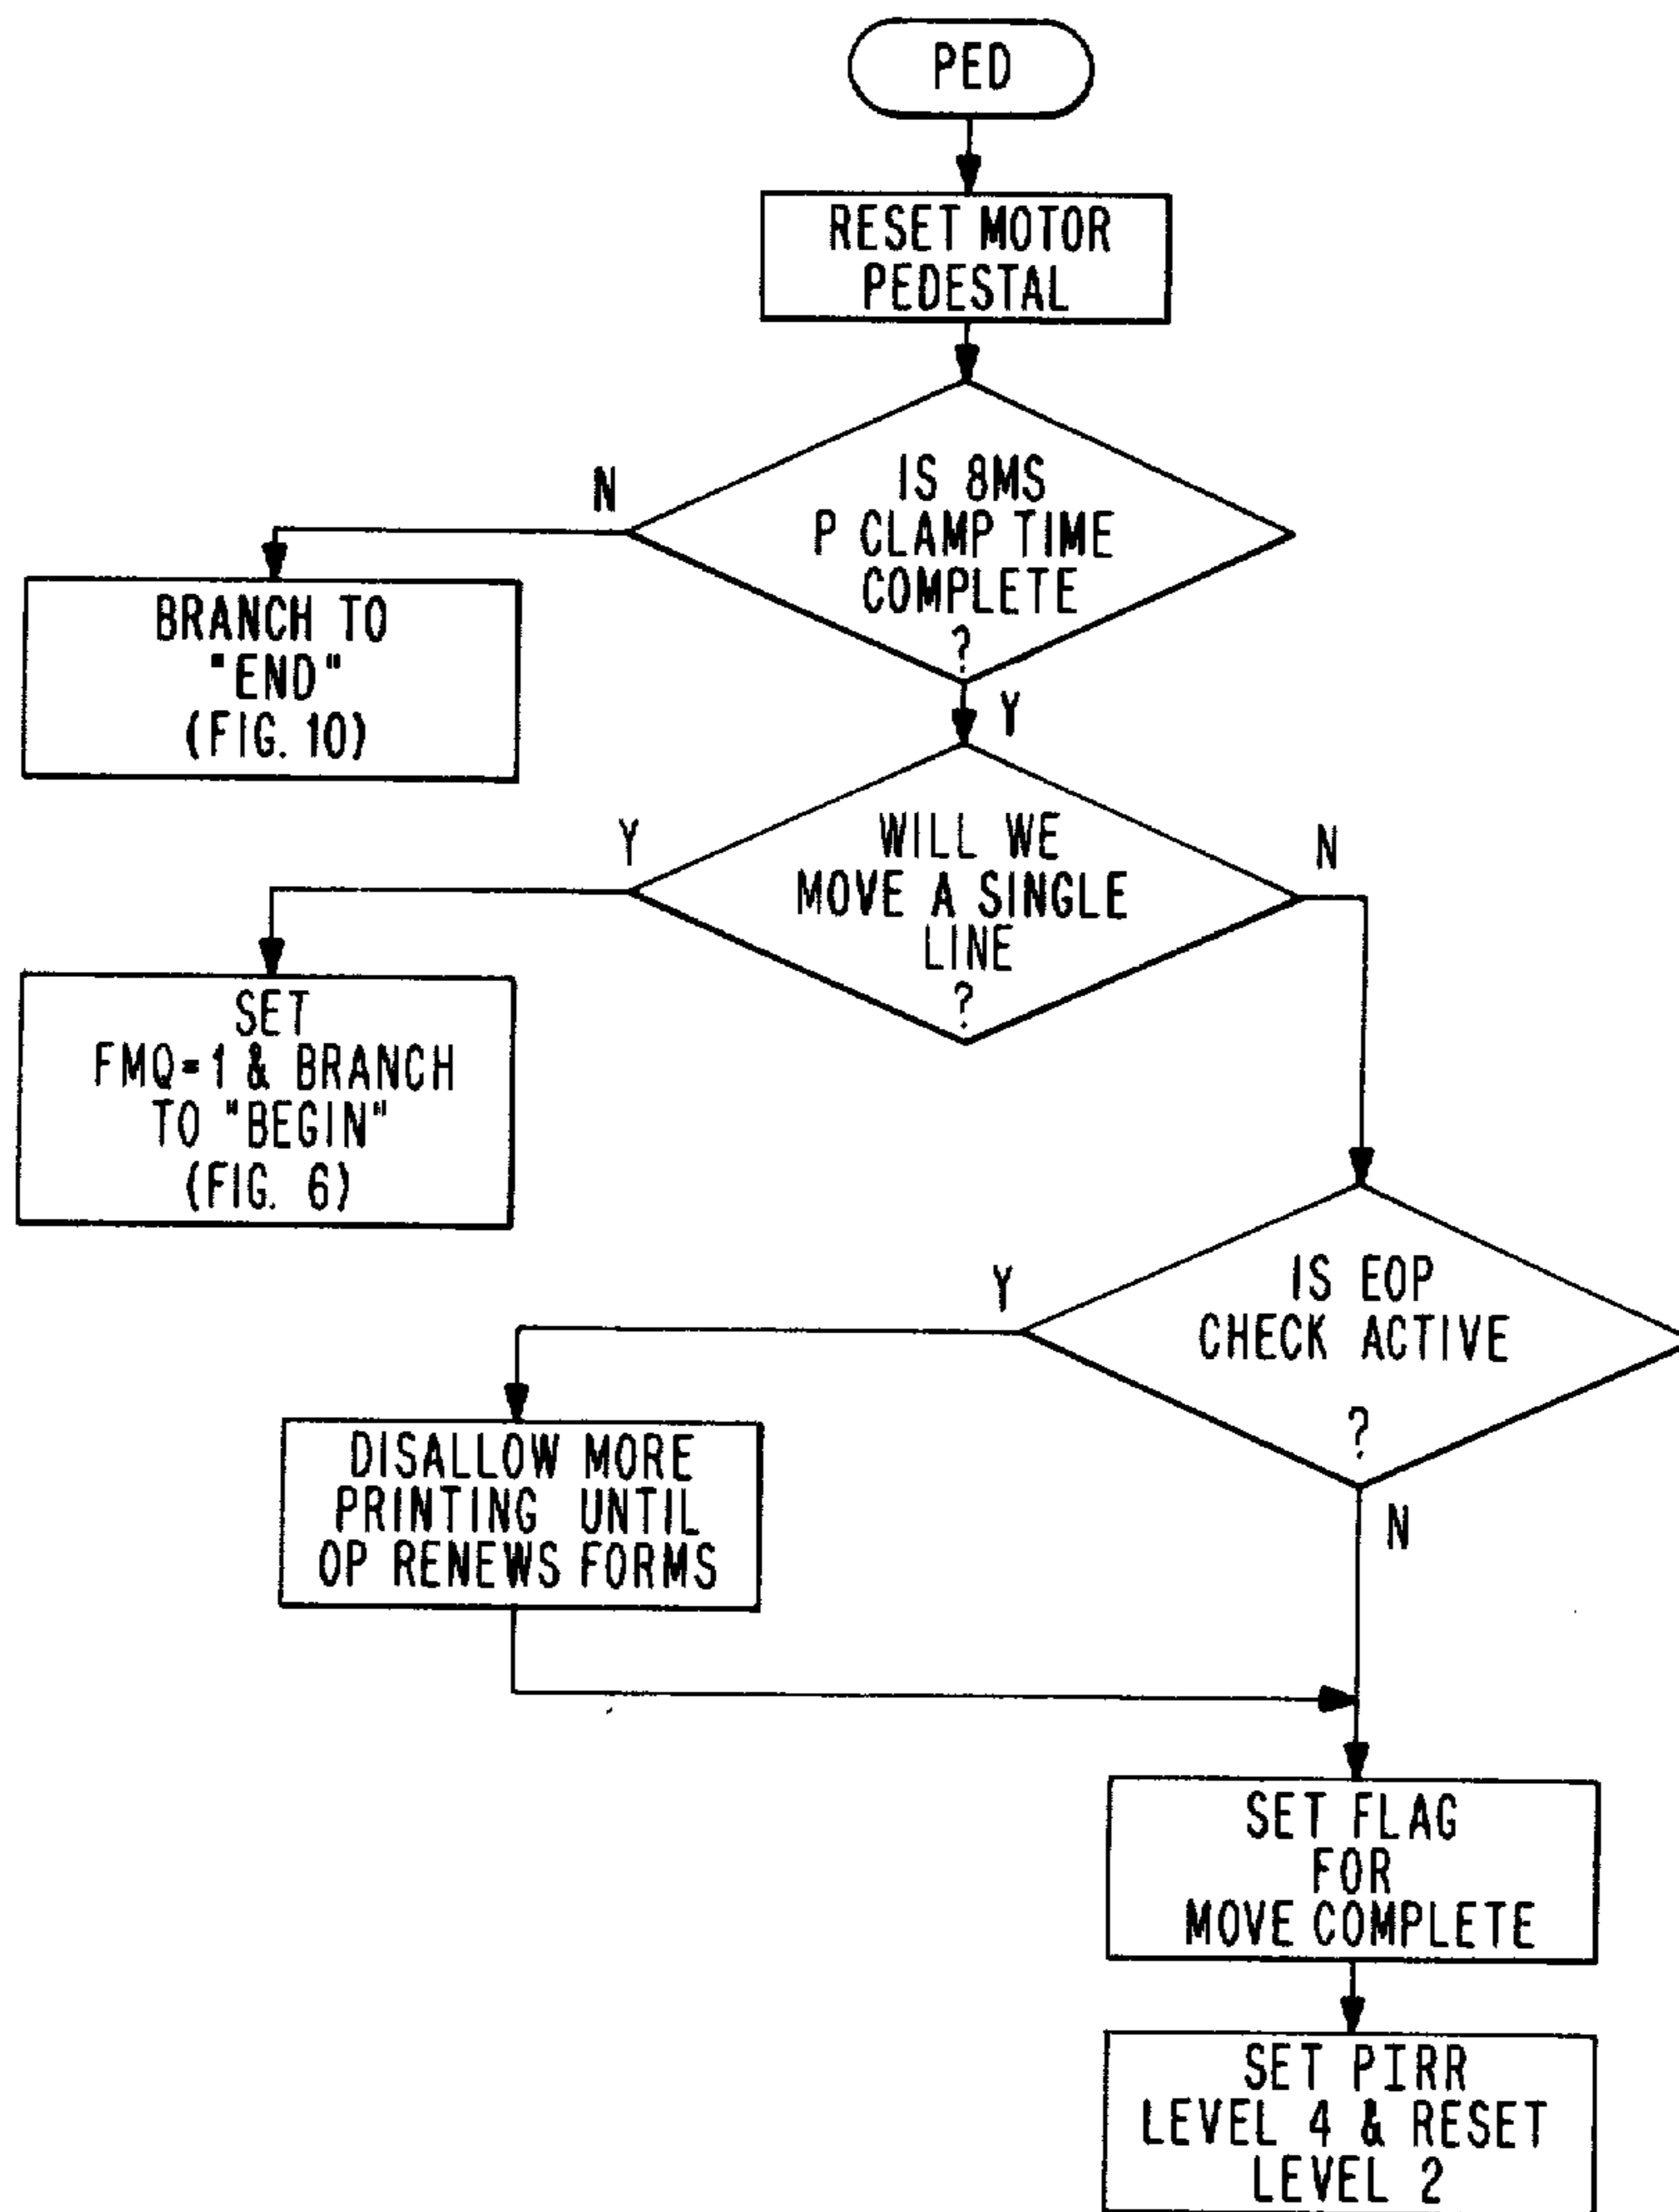 PED
RESET MOTOR
PEDESTAL
IS 8MS
P CLAMP TIME
COMPLETE
?
N
BRANCH TO
"END"
(FIG. 10)
Y
WILL WE
MOVE A SINGLE
LINE
?
Y
N
SET
FMQ=1 & BRANCH
TO "BEGIN"
(FIG. 6)
IS EOP
CHECK ACTIVE
?
Y
N
DISALLOW MORE
PRINTING UNTIL
OP RENEWS FORMS
SET FLAG
FOR
MOVE COMPLETE
SET PIRR
LEVEL 4 & RESET
LEVEL 2